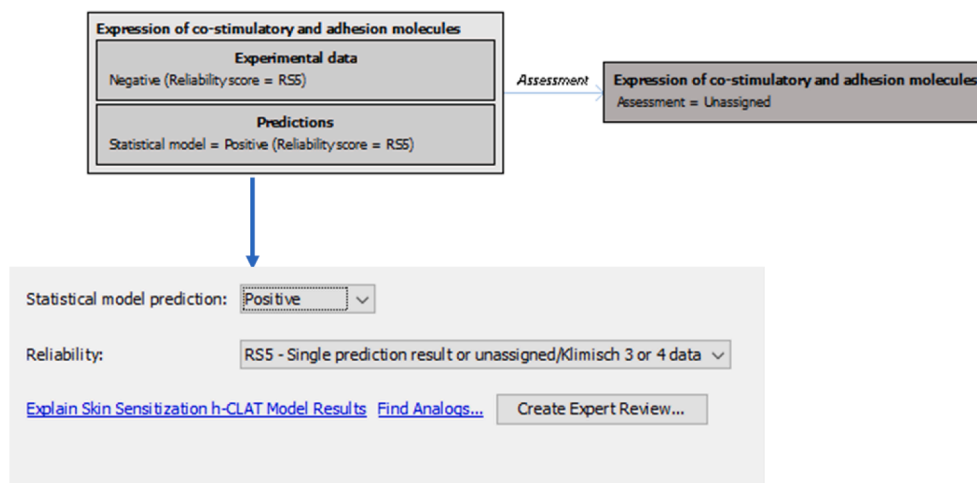 Expression of co-stimulatory and adhesion molecules
Experimental data
Negative (Reliability score = RS5)
Predictions
Statistical model = Positive (Reliability score = RS5)
Assessment
Expression of co-stimulatory and adhesion molecules
Assessment = Unassigned
Statistical model prediction: Positive
Reliability: RS5 - Single prediction result or unassigned/Klimisch 3 or 4 data
Explain Skin Sensitization h-CLAT Model Results Find Analogs... Create Expert Review...